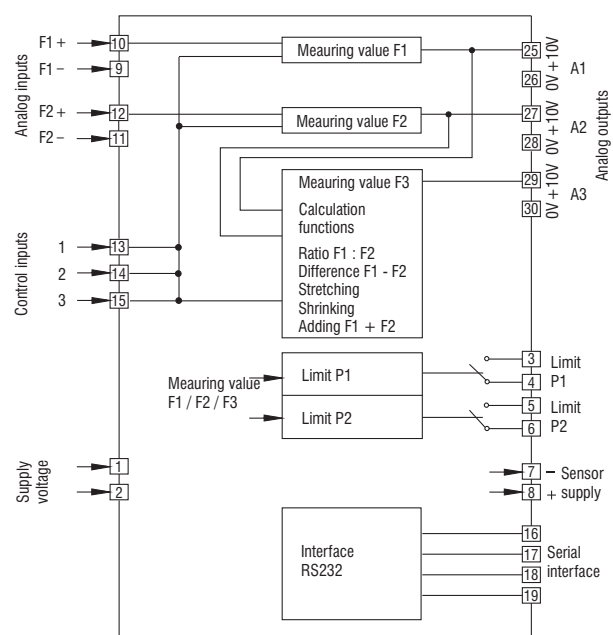 Analog inputs
F1 +
10
F1 –
9
F2 +
12
F2 –
11
Meauring value F1
Meauring value F2
25
0V + 10V
A1
26
27
0V + 10V
A2
28
29
0V + 10V
A3
30
Analog outputs
Meauring value F3
Calculation
functions
Ratio F1 : F2
Difference F1 - F2
Stretching
Shrinking
Adding F1 + F2
Control inputs
1
13
2
14
3
15
Meauring value
F1 / F2 / F3
Limit P1
Limit P2
3
Limit
4
P1
5
Limit
6
P2
Supply
voltage
1
2
7
– Sensor
8
+ supply
Interface
RS232
16
17
Serial
18
interface
19